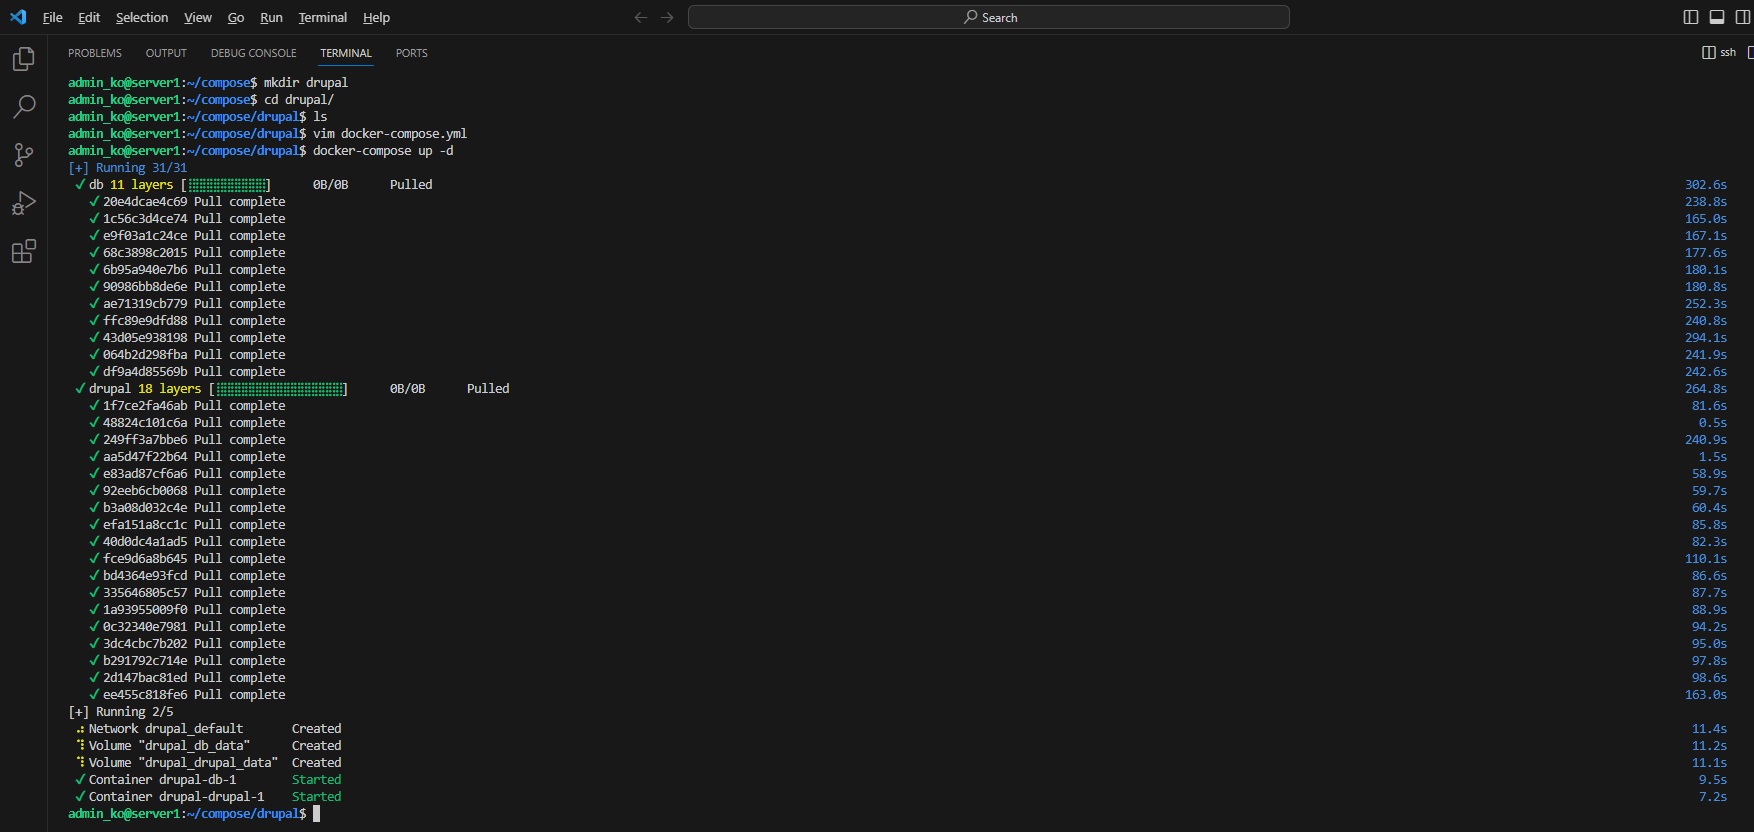 File Edit Selection View Go Run Terminal Help Search
PROBLEMS OUTPUT DEBUG CONSOLE TERMINAL PORTS ssh
admin_ko@server1:~/compose$ mkdir drupal
admin_ko@server1:~/compose$ cd drupal/
admin_ko@server1:~/compose/drupal$ ls
admin_ko@server1:~/compose/drupal$ vim docker-compose.yml
admin_ko@server1:~/compose/drupal$ docker-compose up -d
[+] Running 31/31
✔ db 11 layers [⣿⣿⣿⣿⣿⣿⣿⣿⣿⣿⣿] 0B/0B Pulled 302.6s
✔ 20e4dcae4c69 Pull complete 238.8s
✔ 1c56c3d4ce74 Pull complete 165.0s
✔ e9f03a1c24ce Pull complete 167.1s
✔ 68c3898c2015 Pull complete 177.6s
✔ 6b95a940e7b6 Pull complete 180.1s
✔ 90986bb8de6e Pull complete 180.8s
✔ ae71319cb779 Pull complete 252.3s
✔ ffc89e9dfd88 Pull complete 240.8s
✔ 43d05e938198 Pull complete 294.1s
✔ 064b2d298fba Pull complete 241.9s
✔ df9a4d85569b Pull complete 242.6s
✔ drupal 18 layers [⣿⣿⣿⣿⣿⣿⣿⣿⣿⣿⣿⣿⣿⣿⣿⣿⣿⣿] 0B/0B Pulled 264.8s
✔ 1f7ce2fa46ab Pull complete 81.6s
✔ 48824c101c6a Pull complete 0.5s
✔ 249ff3a7bbe6 Pull complete 240.9s
✔ aa5d47f22b64 Pull complete 1.5s
✔ e83ad87cf6a6 Pull complete 58.9s
✔ 92eeb6cb0068 Pull complete 59.7s
✔ b3a08d032c4e Pull complete 60.4s
✔ efa151a8cc1c Pull complete 85.8s
✔ 40d0dc4a1ad5 Pull complete 82.3s
✔ fce9d6a8b645 Pull complete 110.1s
✔ bd4364e93fcd Pull complete 86.6s
✔ 335646805c57 Pull complete 87.7s
✔ 1a93955009f0 Pull complete 88.9s
✔ 0c32340e7981 Pull complete 94.2s
✔ 3dc4cbc7b202 Pull complete 95.0s
✔ b291792c714e Pull complete 97.8s
✔ 2d147bac81ed Pull complete 98.6s
✔ ee455c818fe6 Pull complete 163.0s
[+] Running 2/5
Network drupal_default Created 11.4s
Volume "drupal_db_data" Created 11.2s
Volume "drupal_drupal_data" Created 11.1s
✔ Container drupal-db-1 Started 9.5s
✔ Container drupal-drupal-1 Started 7.2s
admin_ko@server1:~/compose/drupal$